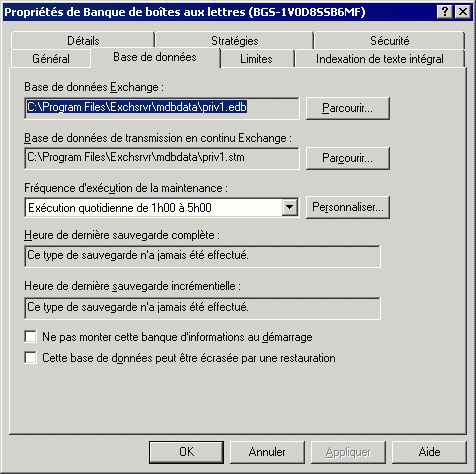 Propriétés de Banque de boîtes aux lettres (BGS-1V0D8SSB6MF)
Détails Stratégies Sécurité
Général Base de données Limites Indexation de texte intégral
Base de données Exchange :
C:\Program Files\Exchsrvr\mdbdata\priv1.edb Parcourir...
Base de données de transmission en continu Exchange :
C:\Program Files\Exchsrvr\mdbdata\priv1.stm Parcourir...
Fréquence d'exécution de la maintenance :
Exécution quotidienne de 1h00 à 5h00 Personnaliser...
Heure de dernière sauvegarde complète :
Ce type de sauvegarde n'a jamais été effectué.
Heure de dernière sauvegarde incrémentielle :
Ce type de sauvegarde n'a jamais été effectué.
Ne pas monter cette banque d'informations au démarrage
Cette base de données peut être écrasée par une restauration
OK Annuler Appliquer Aide